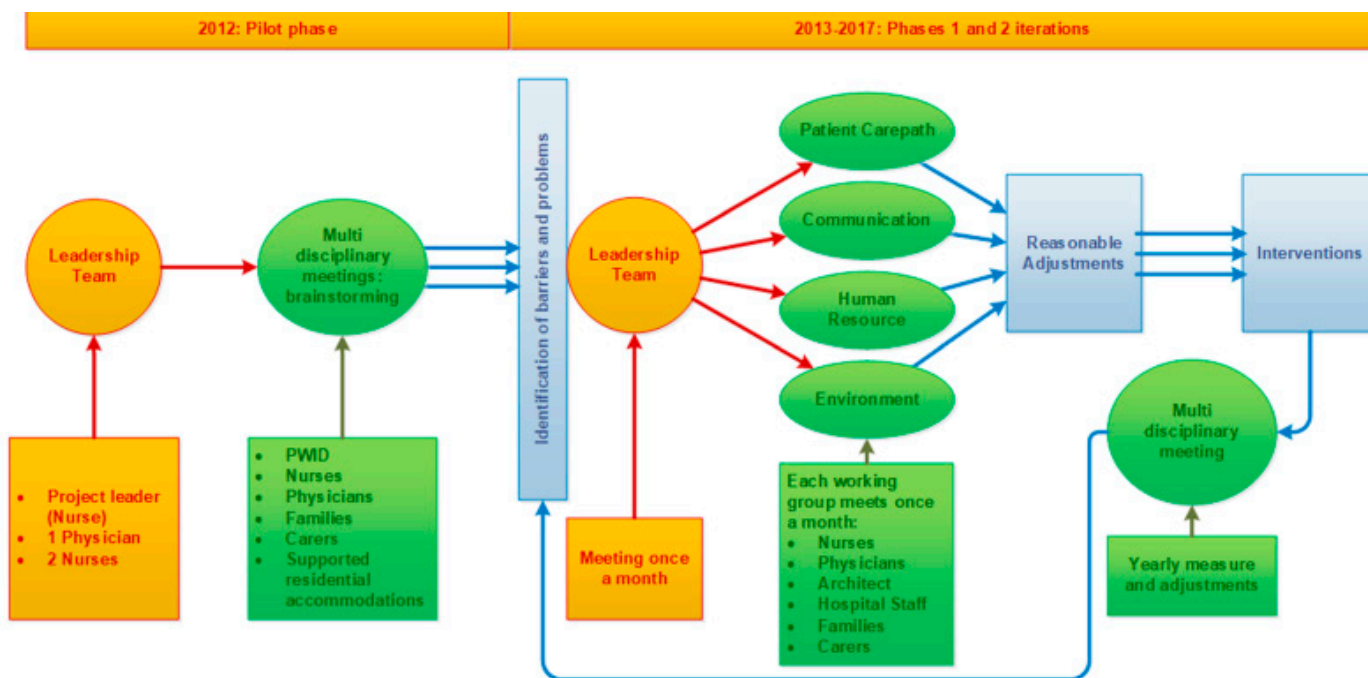 2012: Pilot phase
2013-2017: Phases 1 and 2 iterations
Leadership
Team
• Project leader
(Nurse)
• 1 Physician
• 2 Nurses
Multi
disciplinary
meetings:
brainstorming
• PWID
• Nurses
• Physicians
• Families
• Carers
• Supported
residential
accommodations
Identification of barriers and problems
Leadership
Team
Meeting once
a month
Patient Carepath
Communication
Human
Resource
Environment
Each working
group meets once
a month:
• Nurses
• Physicians
• Architect
• Hospital Staff
• Families
• Carers
Reasonable
Adjustments
Interventions
Multi
disciplinary
meeting
Yearly measure
and adjustments